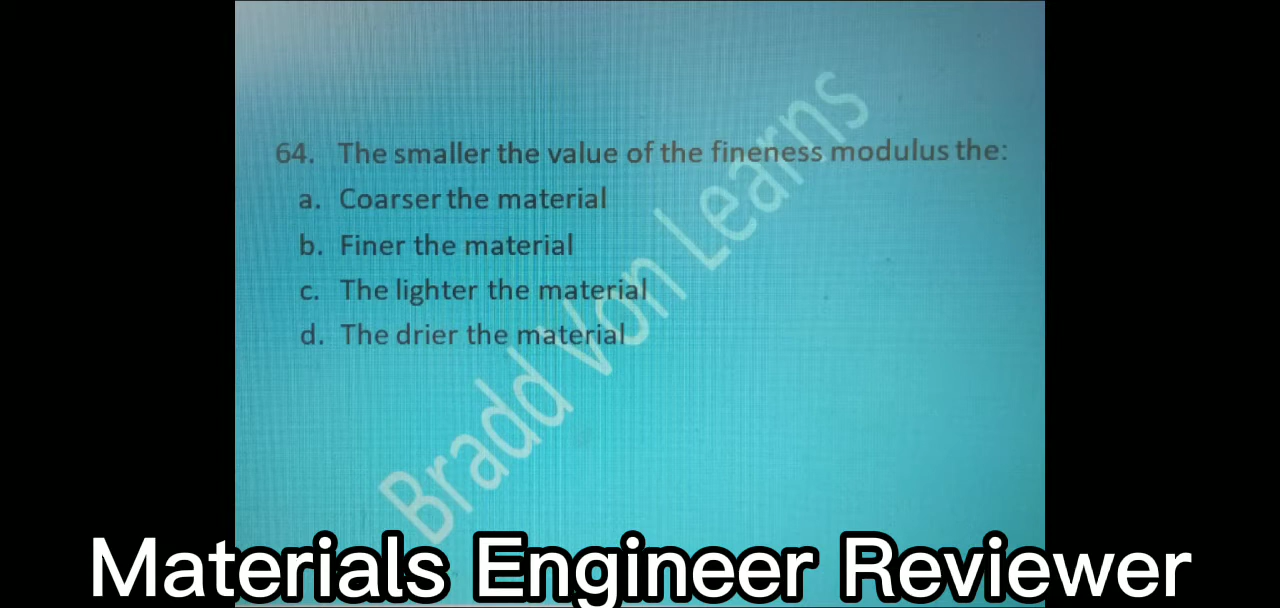 64. The smaller the value of the fineness modulus the:
a. Coarser the material
b. Finer the material
c. The lighter the material
d. The drier the material
Bradd Von Learns
Materials Engineer Reviewer